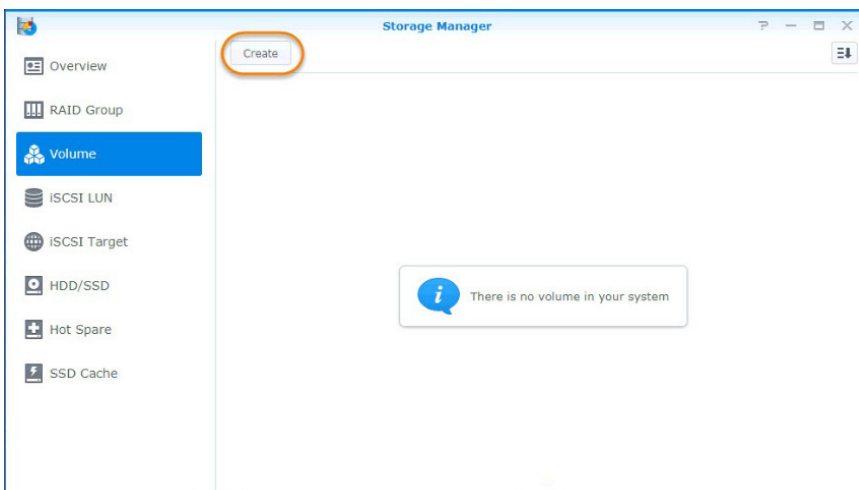 Storage Manager
Create
Overview
RAID Group
Volume
iSCSI LUN
iSCSI Target
HDD/SSD
Hot Spare
SSD Cache
There is no volume in your system